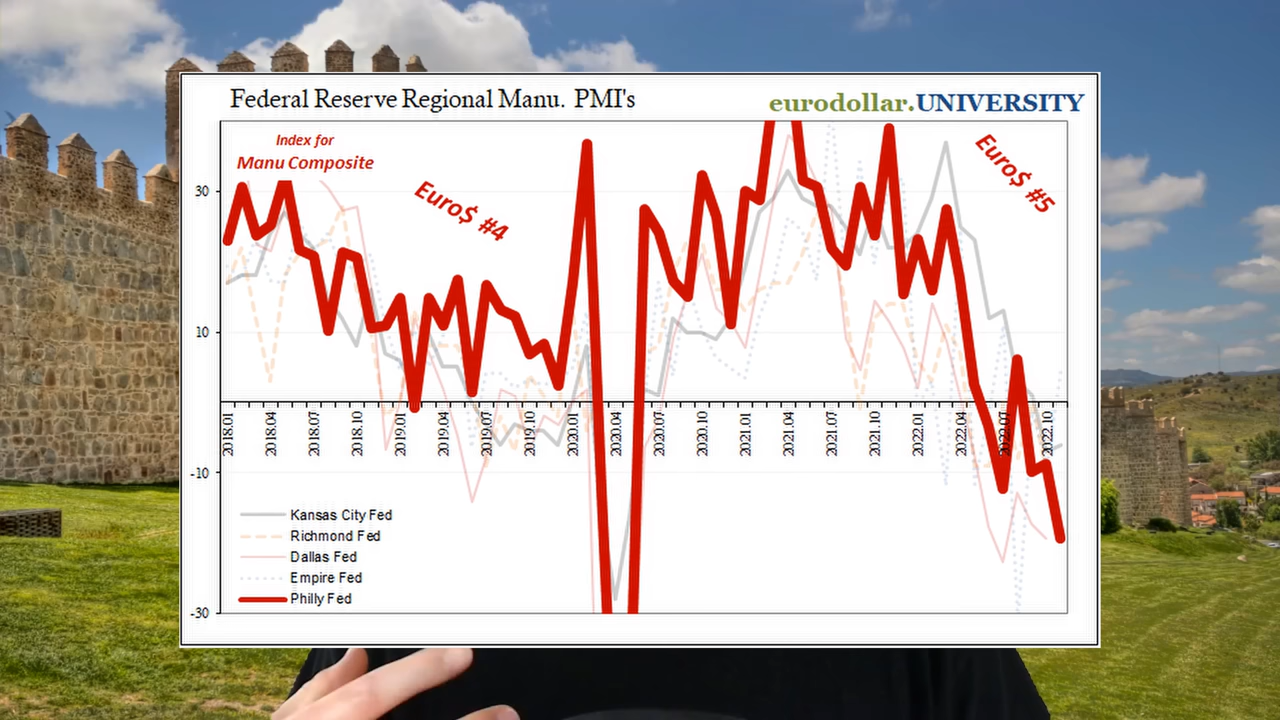 Federal Reserve Regional Manu. PMI's
eurodollar.UNIVERSITY
Index for
Manu Composite
Euro$ #4
Euro$ #5
30
10
-10
-30
2018.01
2018.04
2018.07
2018.10
2019.01
2019.04
2019.07
2019.10
2020.01
2020.04
2020.07
2020.10
2021.01
2021.04
2021.07
2021.10
2022.01
2022.04
2022.07
2022.10
Kansas City Fed
Richmond Fed
Dallas Fed
Empire Fed
Philly Fed